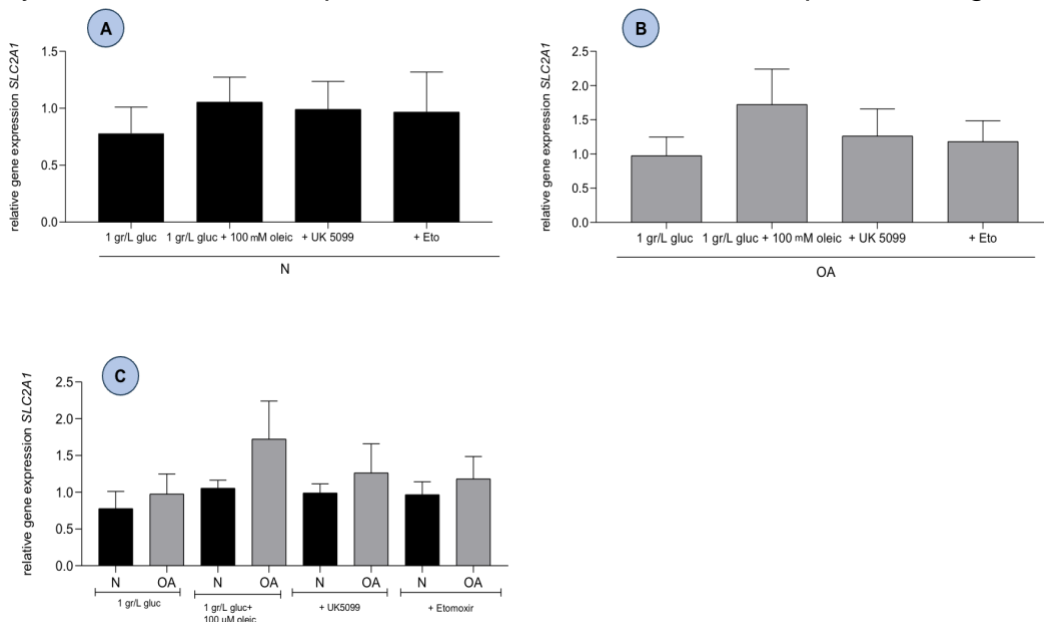 A
relative gene expression SLC2A1
1.5
1.0
0.5
0.0
1 gr/L gluc
1 gr/L gluc + 100 mM oleic
+ UK 5099
+ Eto
N
B
relative gene expression SLC2A1
2.5
2.0
1.5
1.0
0.5
0.0
1 gr/L gluc
1 gr/L gluc + 100 mM oleic
+ UK 5099
+ Eto
OA
C
relative gene expression SLC2A1
2.5
2.0
1.5
1.0
0.5
0.0
N OA N OA N OA N OA
1 gr/L gluc
1 gr/L gluc+
100 µM oleic
+ UK5099
+ Etomoxir